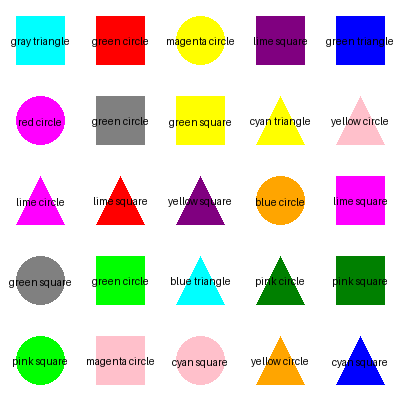 gray triangle
green circle
magenta circle
lime square
green triangle
red circle
green circle
green square
cyan triangle
yellow circle
lime circle
lime square
yellow square
blue circle
lime square
green square
green circle
blue triangle
pink circle
pink square
pink square
magenta circle
cyan square
yellow circle
cyan square